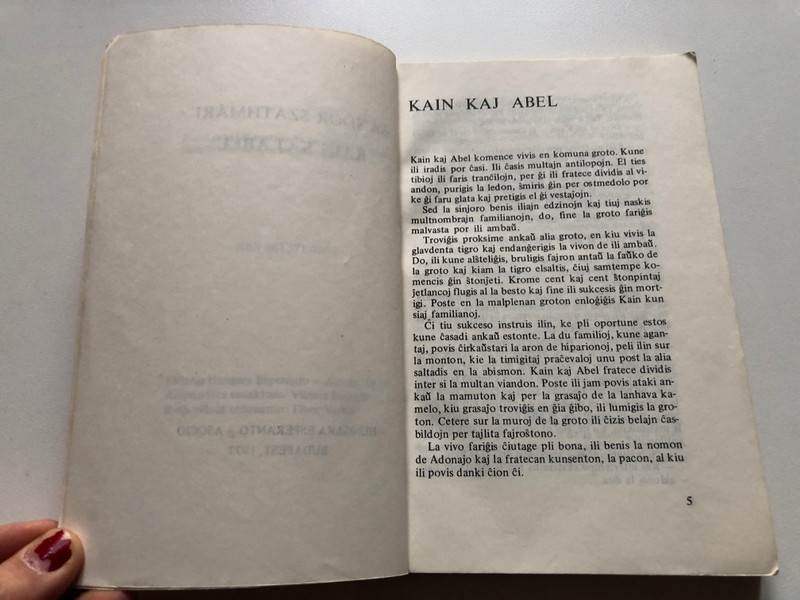 KAIN KAJ ABEL
Kain kaj Abel komence vivis en komuna groto. Kune
ili iradis por ĉasi. Ili ĉasis multajn antilopojn. El ties
tibioj ili faris tranĉilojn, per ĝi ili fratece dividis al vi-
andon, purigis la ledon, ŝmiris ĝin per ostmedolo por
ke ĝi faru glata kaj pretigis el ĝi vestaĵojn.
Sed la sinjoro benis iliajn edzinojn kaj tiuj naskis
multnombrajn familianojn, do, fine la groto fariĝis
malvasta por ili ambaŭ.
Troviĝis proksime ankaŭ alia groto, en kiu vivis la
glavdenta tigro kaj endanĝerigis la vivon de ili ambaŭ.
Do, ili kune alŝteliĝis, bruligis fajron antaŭ la faŭko de
la groto kaj kiam la tigro elsaltis, ĉiuj samtempe ko-
mencis ĝin ŝtonĵeti. Krome cent kaj cent ŝtonpintaj
ĵetlancoj flugis al la besto kaj fine ili sukcesis ĝin mort-
igi. Poste en la malplenan groton enloĝiĝis Kain kun
siaj familianoj.
Ĉi tiu sukceso instruis ilin, ke pli oportune estos
kune ĉasadi ankaŭ estonte. La du familioj, kune agan-
taj, povis ĉirkaŭstari la aron de hiparionoj, peli ilin sur
la monton, kie la timigitaj praĉevaloj unu post la alia
saltadis en la abismon. Kain kaj Abel fratece dividis
inter si la multan viandon. Poste ili jam povis ataki an-
kaŭ la mamuton kaj per la grasaĵo de la lanhava ka-
melo, kiu grasaĵo troviĝis en ĝia ĝibo, ili lumigis la gro-
ton. Cetere sur la muroj de la groto ili ĉizis belajn ĉas-
bildojn per tajlita fajroŝtono.
La vivo fariĝis ĉiutage pli bona, ili benis la nomon
de Adonajo kaj la fratecan kunsenton, la pacon, al kiu
ili povis danki ĉion ĉi.
5